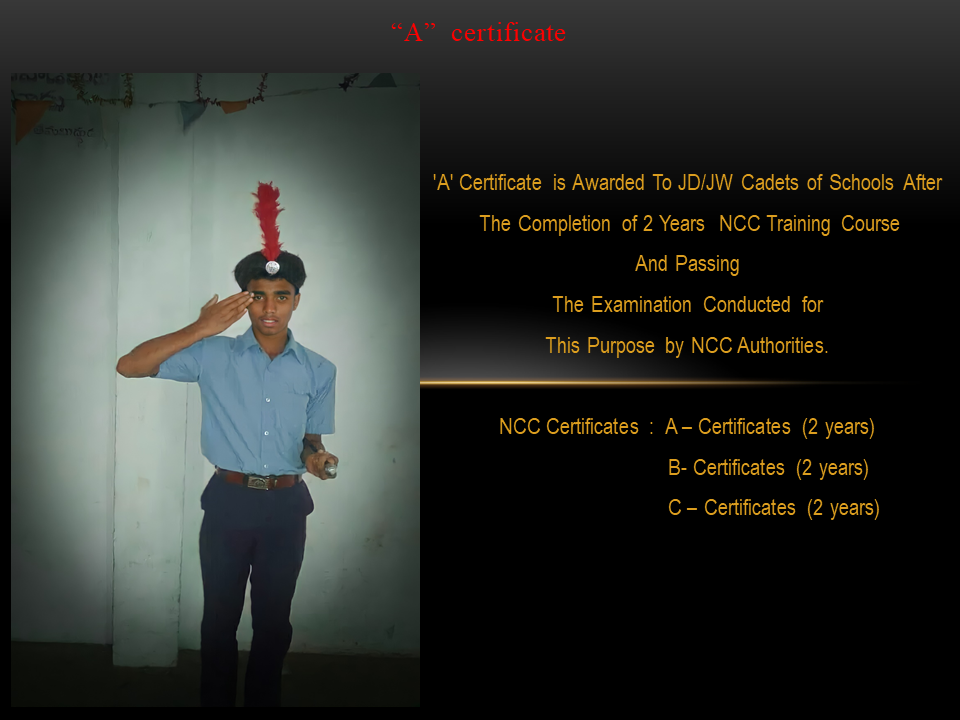 “A” certificate
'A' Certificate is Awarded To JD/JW Cadets of Schools After
The Completion of 2 Years NCC Training Course
And Passing
The Examination Conducted for
This Purpose by NCC Authorities.
NCC Certificates : A – Certificates (2 years)
B- Certificates (2 years)
C – Certificates (2 years)